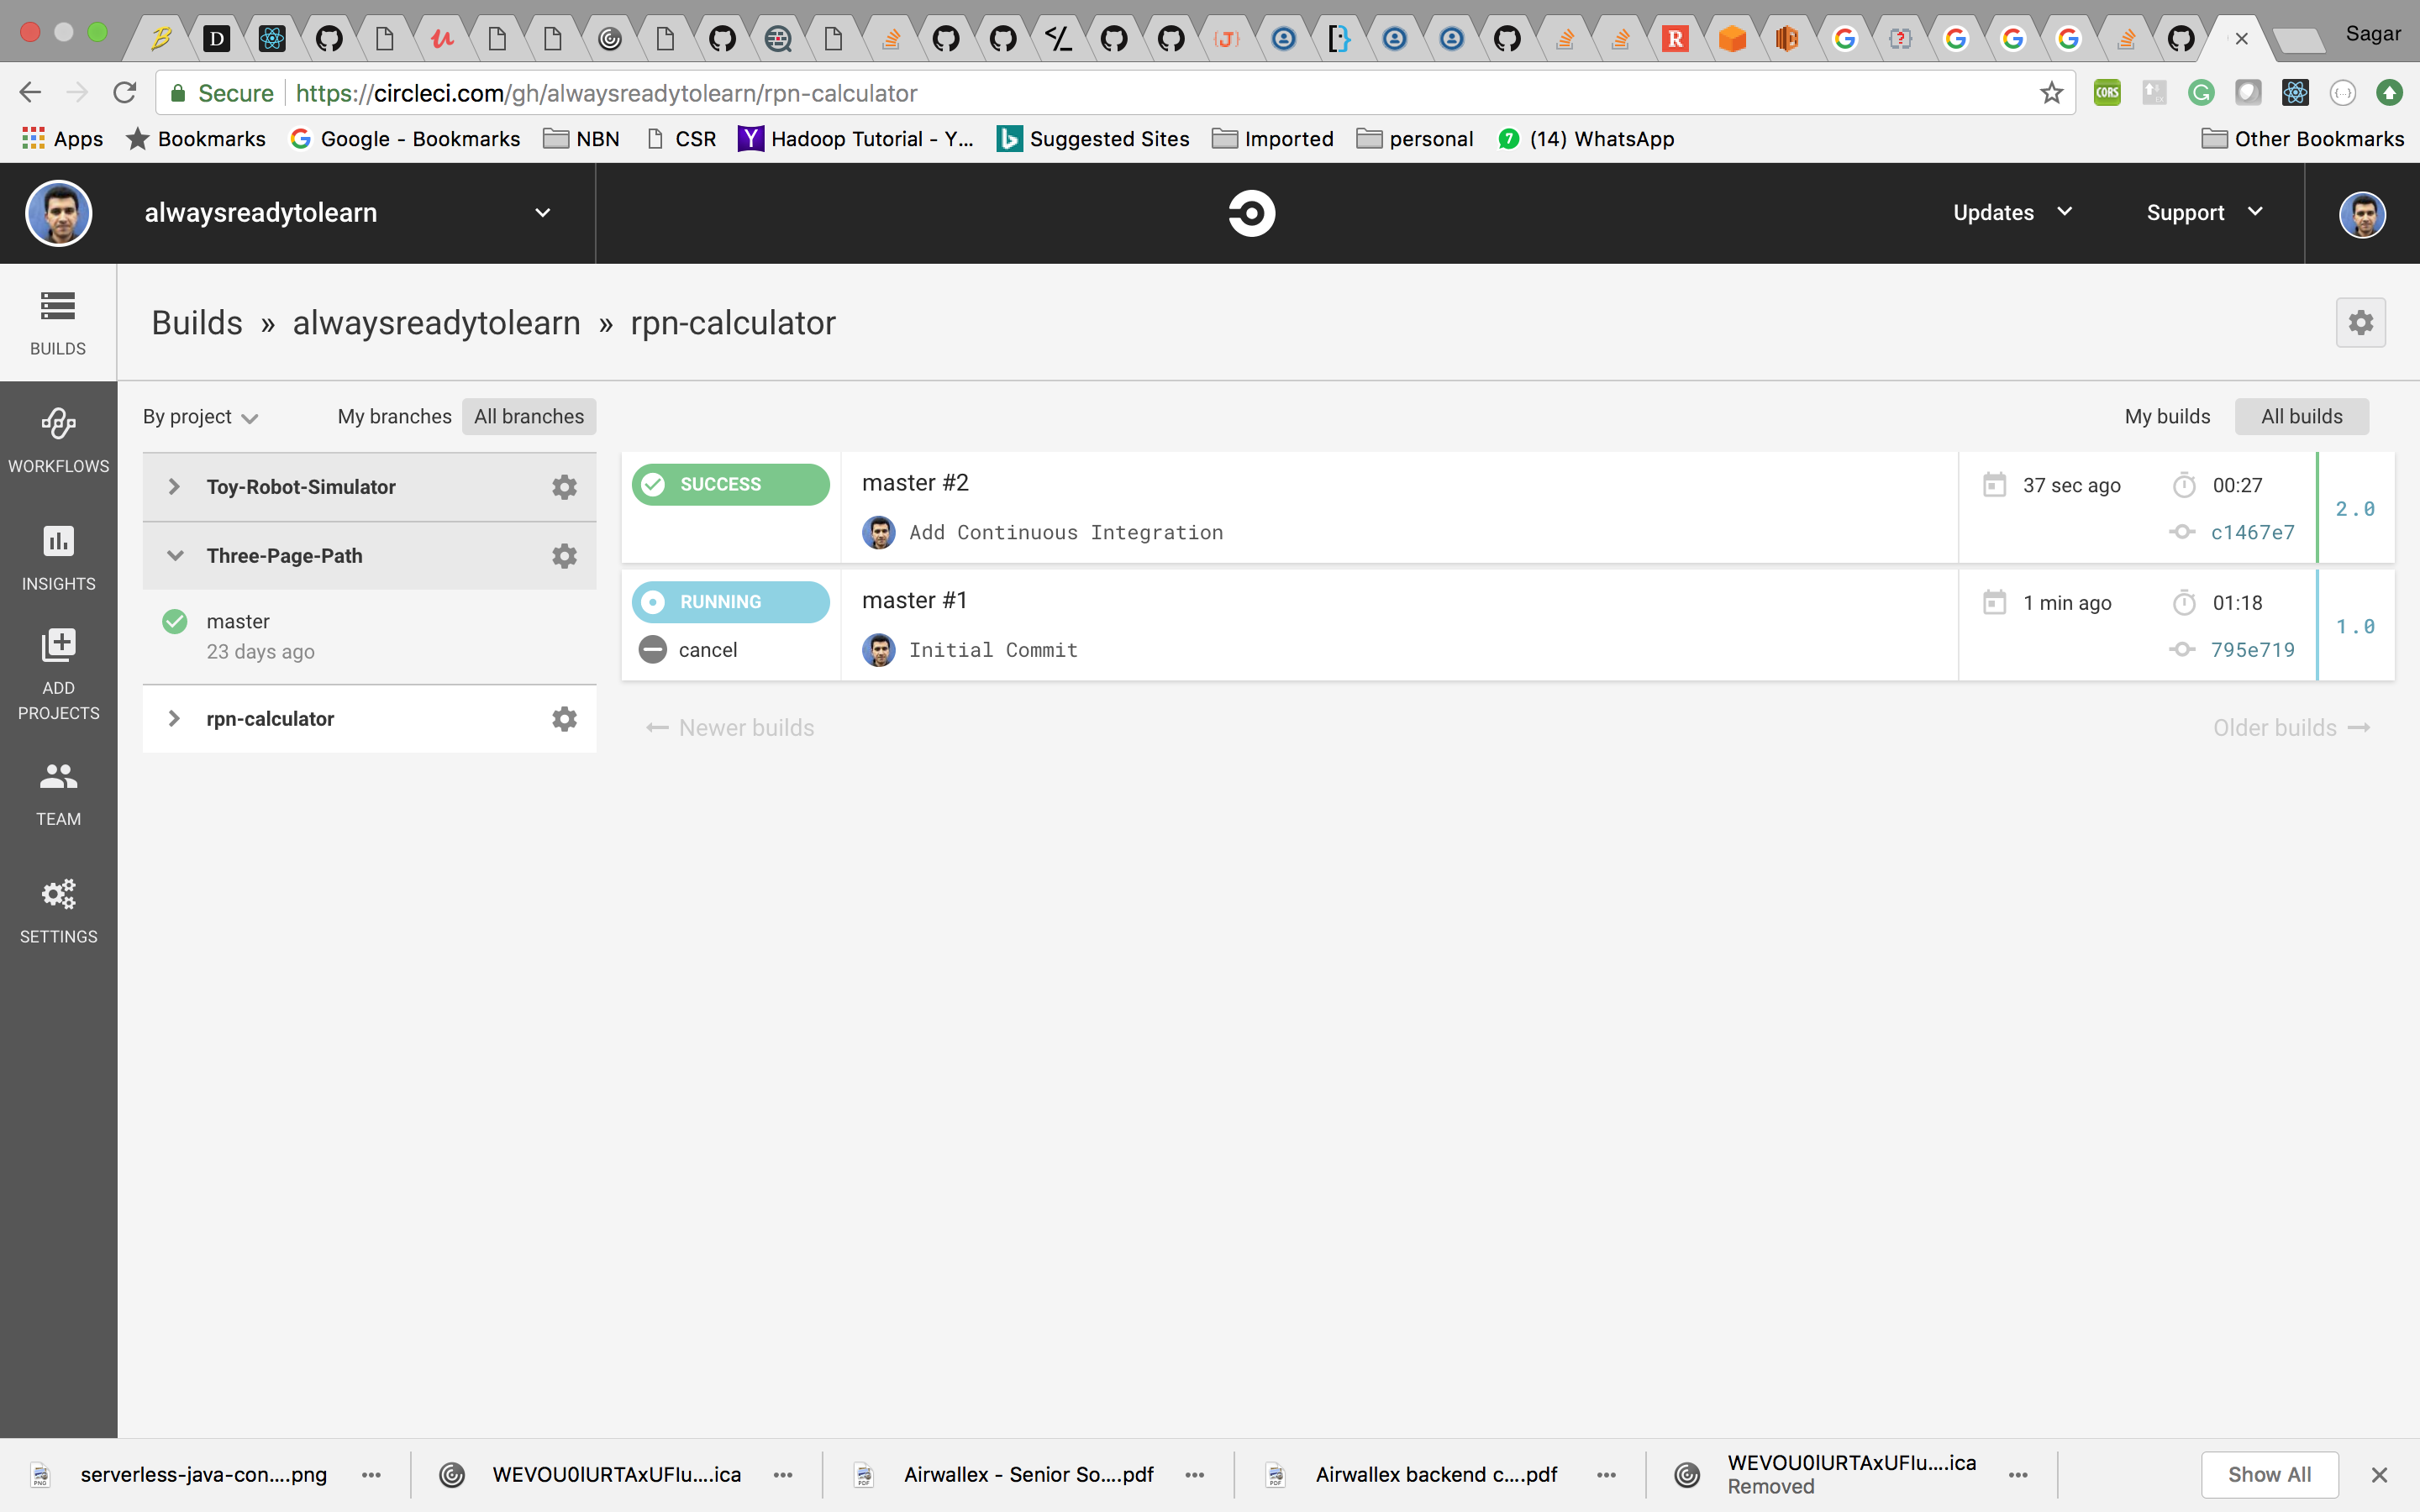 Sagar
Secure https://circleci.com/gh/alwaysreadytolearn/rpn-calculator
Apps Bookmarks Google - Bookmarks NBN CSR Hadoop Tutorial - Y... Suggested Sites Imported personal (14) WhatsApp Other Bookmarks
alwaysreadytolearn Updates Support
BUILDS
WORKFLOWS
INSIGHTS
ADD
PROJECTS
TEAM
SETTINGS
Builds » alwaysreadytolearn » rpn-calculator
By project My branches All branches My builds All builds
Toy-Robot-Simulator
Three-Page-Path
master
23 days ago
rpn-calculator
SUCCESS master #2 37 sec ago 00:27 2.0
Add Continuous Integration c1467e7
RUNNING master #1 1 min ago 01:18 1.0
cancel Initial Commit 795e719
← Newer builds Older builds →
serverless-java-con....png WEVOU0lURTAxUFIu....ica Airwallex - Senior So....pdf Airwallex backend c....pdf WEVOU0lURTAxUFIu....ica Show All
Removed